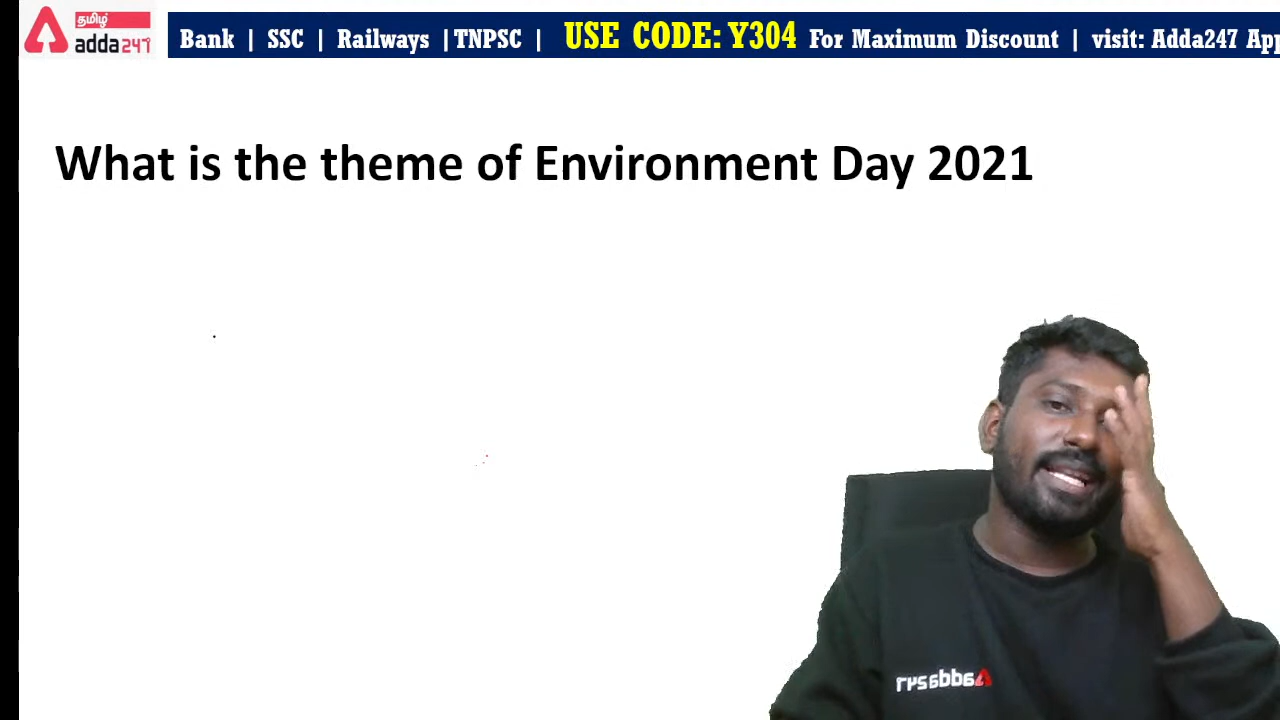 தமிழ்
adda247
Bank | SSC | Railways | TNPSC | USE CODE: Y304 For Maximum Discount | visit: Adda247 App
What is the theme of Environment Day 2021
adda247